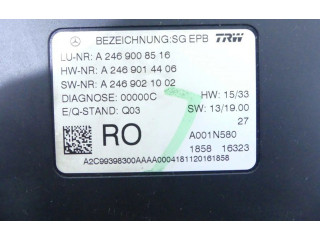 BEZEICHNUNG:SG EPB TRW
LU-NR: A 246 900 85 16
HW-NR: A 246 901 44 06
SW-NR: A 246 902 10 02
DIAGNOSE: 00000C HW: 15/33
E/Q-STAND: Q03 SW: 13/19.00
27
RO A001N580
1858 16323
A2C99398300AAAA0004181120161858